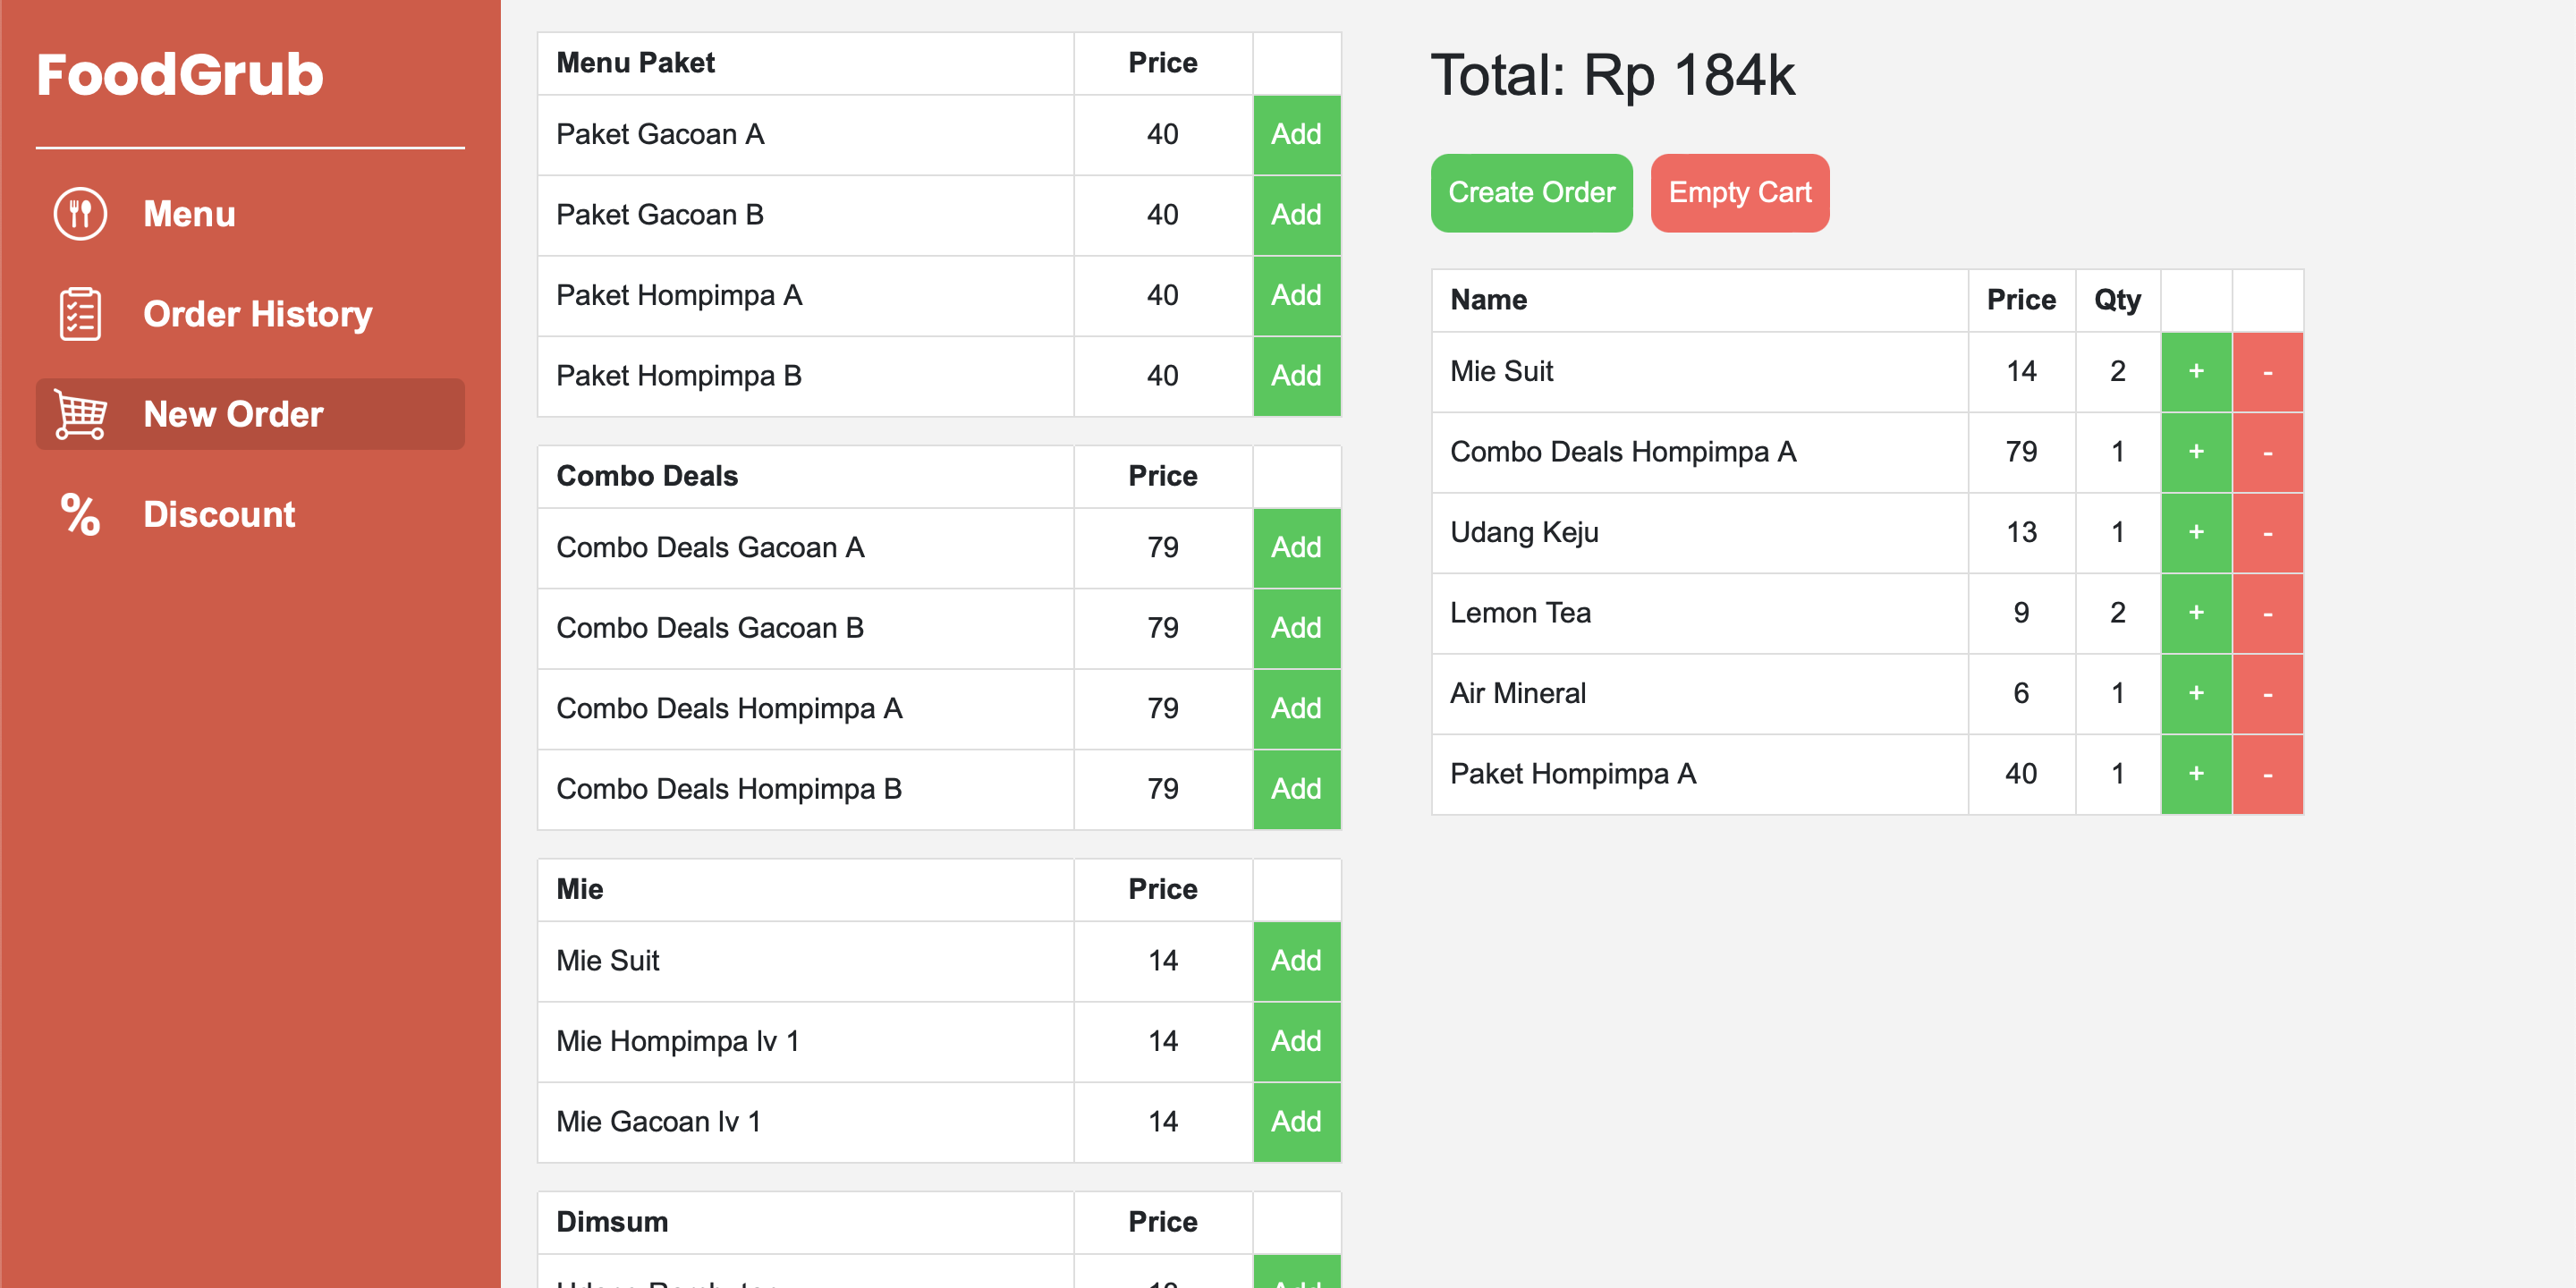 FoodGrub
Menu
Order History
New Order
Discount
Menu Paket Price
Paket Gacoan A 40 Add
Paket Gacoan B 40 Add
Paket Hompimpa A 40 Add
Paket Hompimpa B 40 Add
Combo Deals Price
Combo Deals Gacoan A 79 Add
Combo Deals Gacoan B 79 Add
Combo Deals Hompimpa A 79 Add
Combo Deals Hompimpa B 79 Add
Mie Price
Mie Suit 14 Add
Mie Hompimpa lv 1 14 Add
Mie Gacoan lv 1 14 Add
Dimsum Price
Total: Rp 184k
Create Order Empty Cart
Name Price Qty
Mie Suit 14 2 + -
Combo Deals Hompimpa A 79 1 + -
Udang Keju 13 1 + -
Lemon Tea 9 2 + -
Air Mineral 6 1 + -
Paket Hompimpa A 40 1 + -